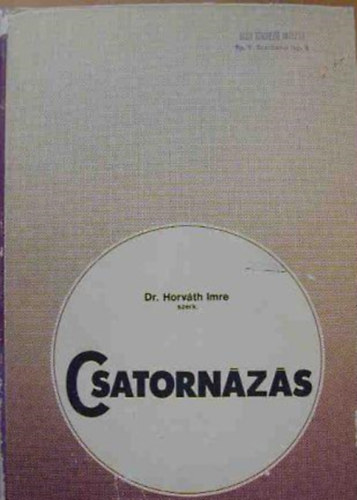 Dr. Horváth Imre
szerk.
CSATORNÁZÁS